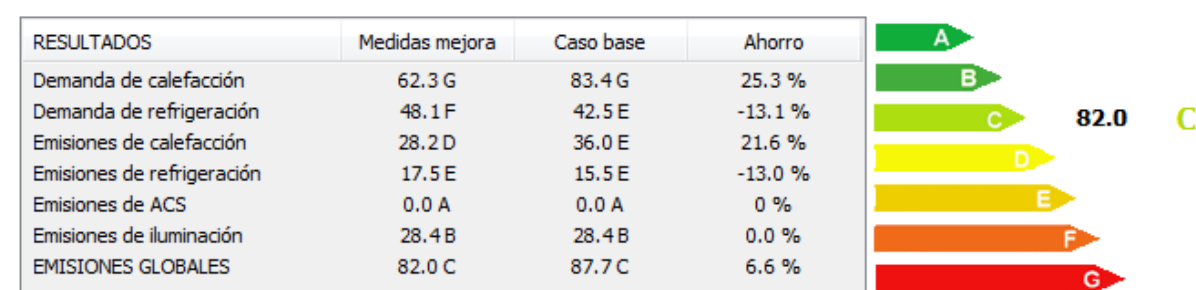 RESULTADOS Medidas mejora Caso base Ahorro
Demanda de calefacción 62.3 G 83.4 G 25.3 %
Demanda de refrigeración 48.1 F 42.5 E -13.1 %
Emisiones de calefacción 28.2 D 36.0 E 21.6 %
Emisiones de refrigeración 17.5 E 15.5 E -13.0 %
Emisiones de ACS 0.0 A 0.0 A 0 %
Emisiones de iluminación 28.4 B 28.4 B 0.0 %
EMISIONES GLOBALES 82.0 C 87.7 C 6.6 %
A
B
C 82.0 C
D
E
F
G